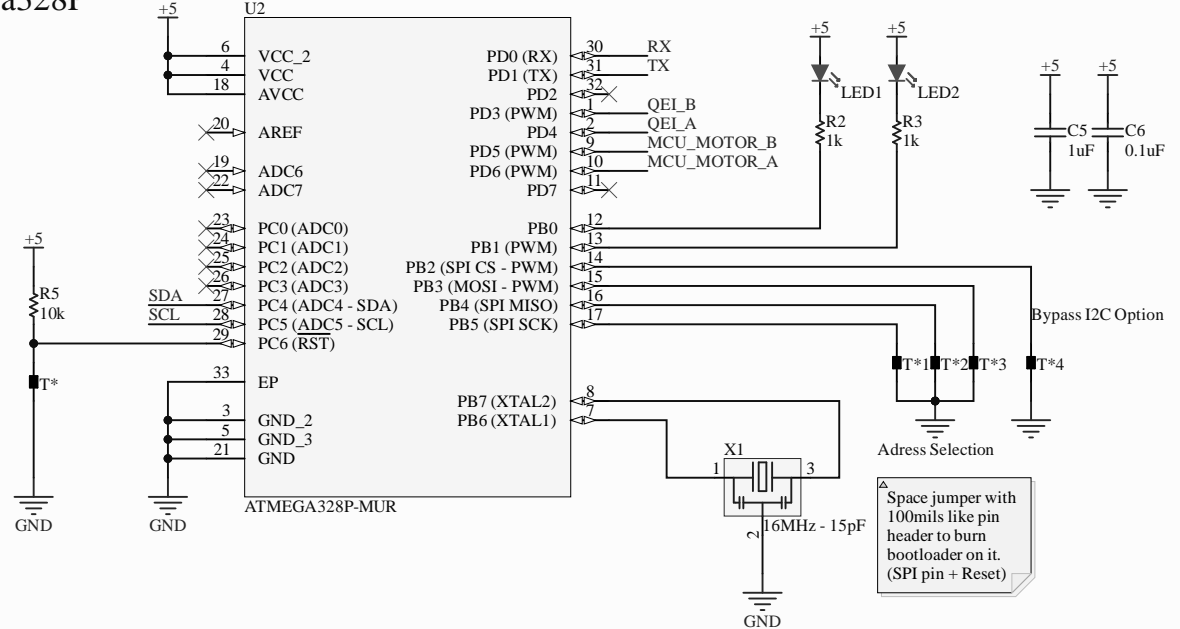 a328P
+5
U2
6
VCC_2
4
VCC
18
AVCC
20
AREF
19
ADC6
22
ADC7
23
PC0 (ADC0)
24
PC1 (ADC1)
25
PC2 (ADC2)
26
PC3 (ADC3)
SDA
27
PC4 (ADC4 - SDA)
SCL
28
PC5 (ADC5 - SCL)
29
PC6 (RST)
33
EP
3
GND_2
5
GND_3
21
GND
ATMEGA328P-MUR
+5
R5
10k
T*
GND
GND
PD0 (RX)
30
RX
PD1 (TX)
31
TX
PD2
32
PD3 (PWM)
1
QEI_B
PD4
2
QEI_A
PD5 (PWM)
9
MCU_MOTOR_B
PD6 (PWM)
10
MCU_MOTOR_A
PD7
11
PB0
12
PB1 (PWM)
13
PB2 (SPI CS - PWM)
14
PB3 (MOSI - PWM)
15
PB4 (SPI MISO)
16
PB5 (SPI SCK)
17
PB7 (XTAL2)
8
PB6 (XTAL1)
7
+5
LED1
R2
1k
+5
LED2
R3
1k
+5
C5
1uF
+5
C6
0.1uF
Bypass I2C Option
T*1
T*2
T*3
T*4
Adress Selection
X1
1
3
2
16MHz - 15pF
GND
Space jumper with
100mils like pin
header to burn
bootloader on it.
(SPI pin + Reset)